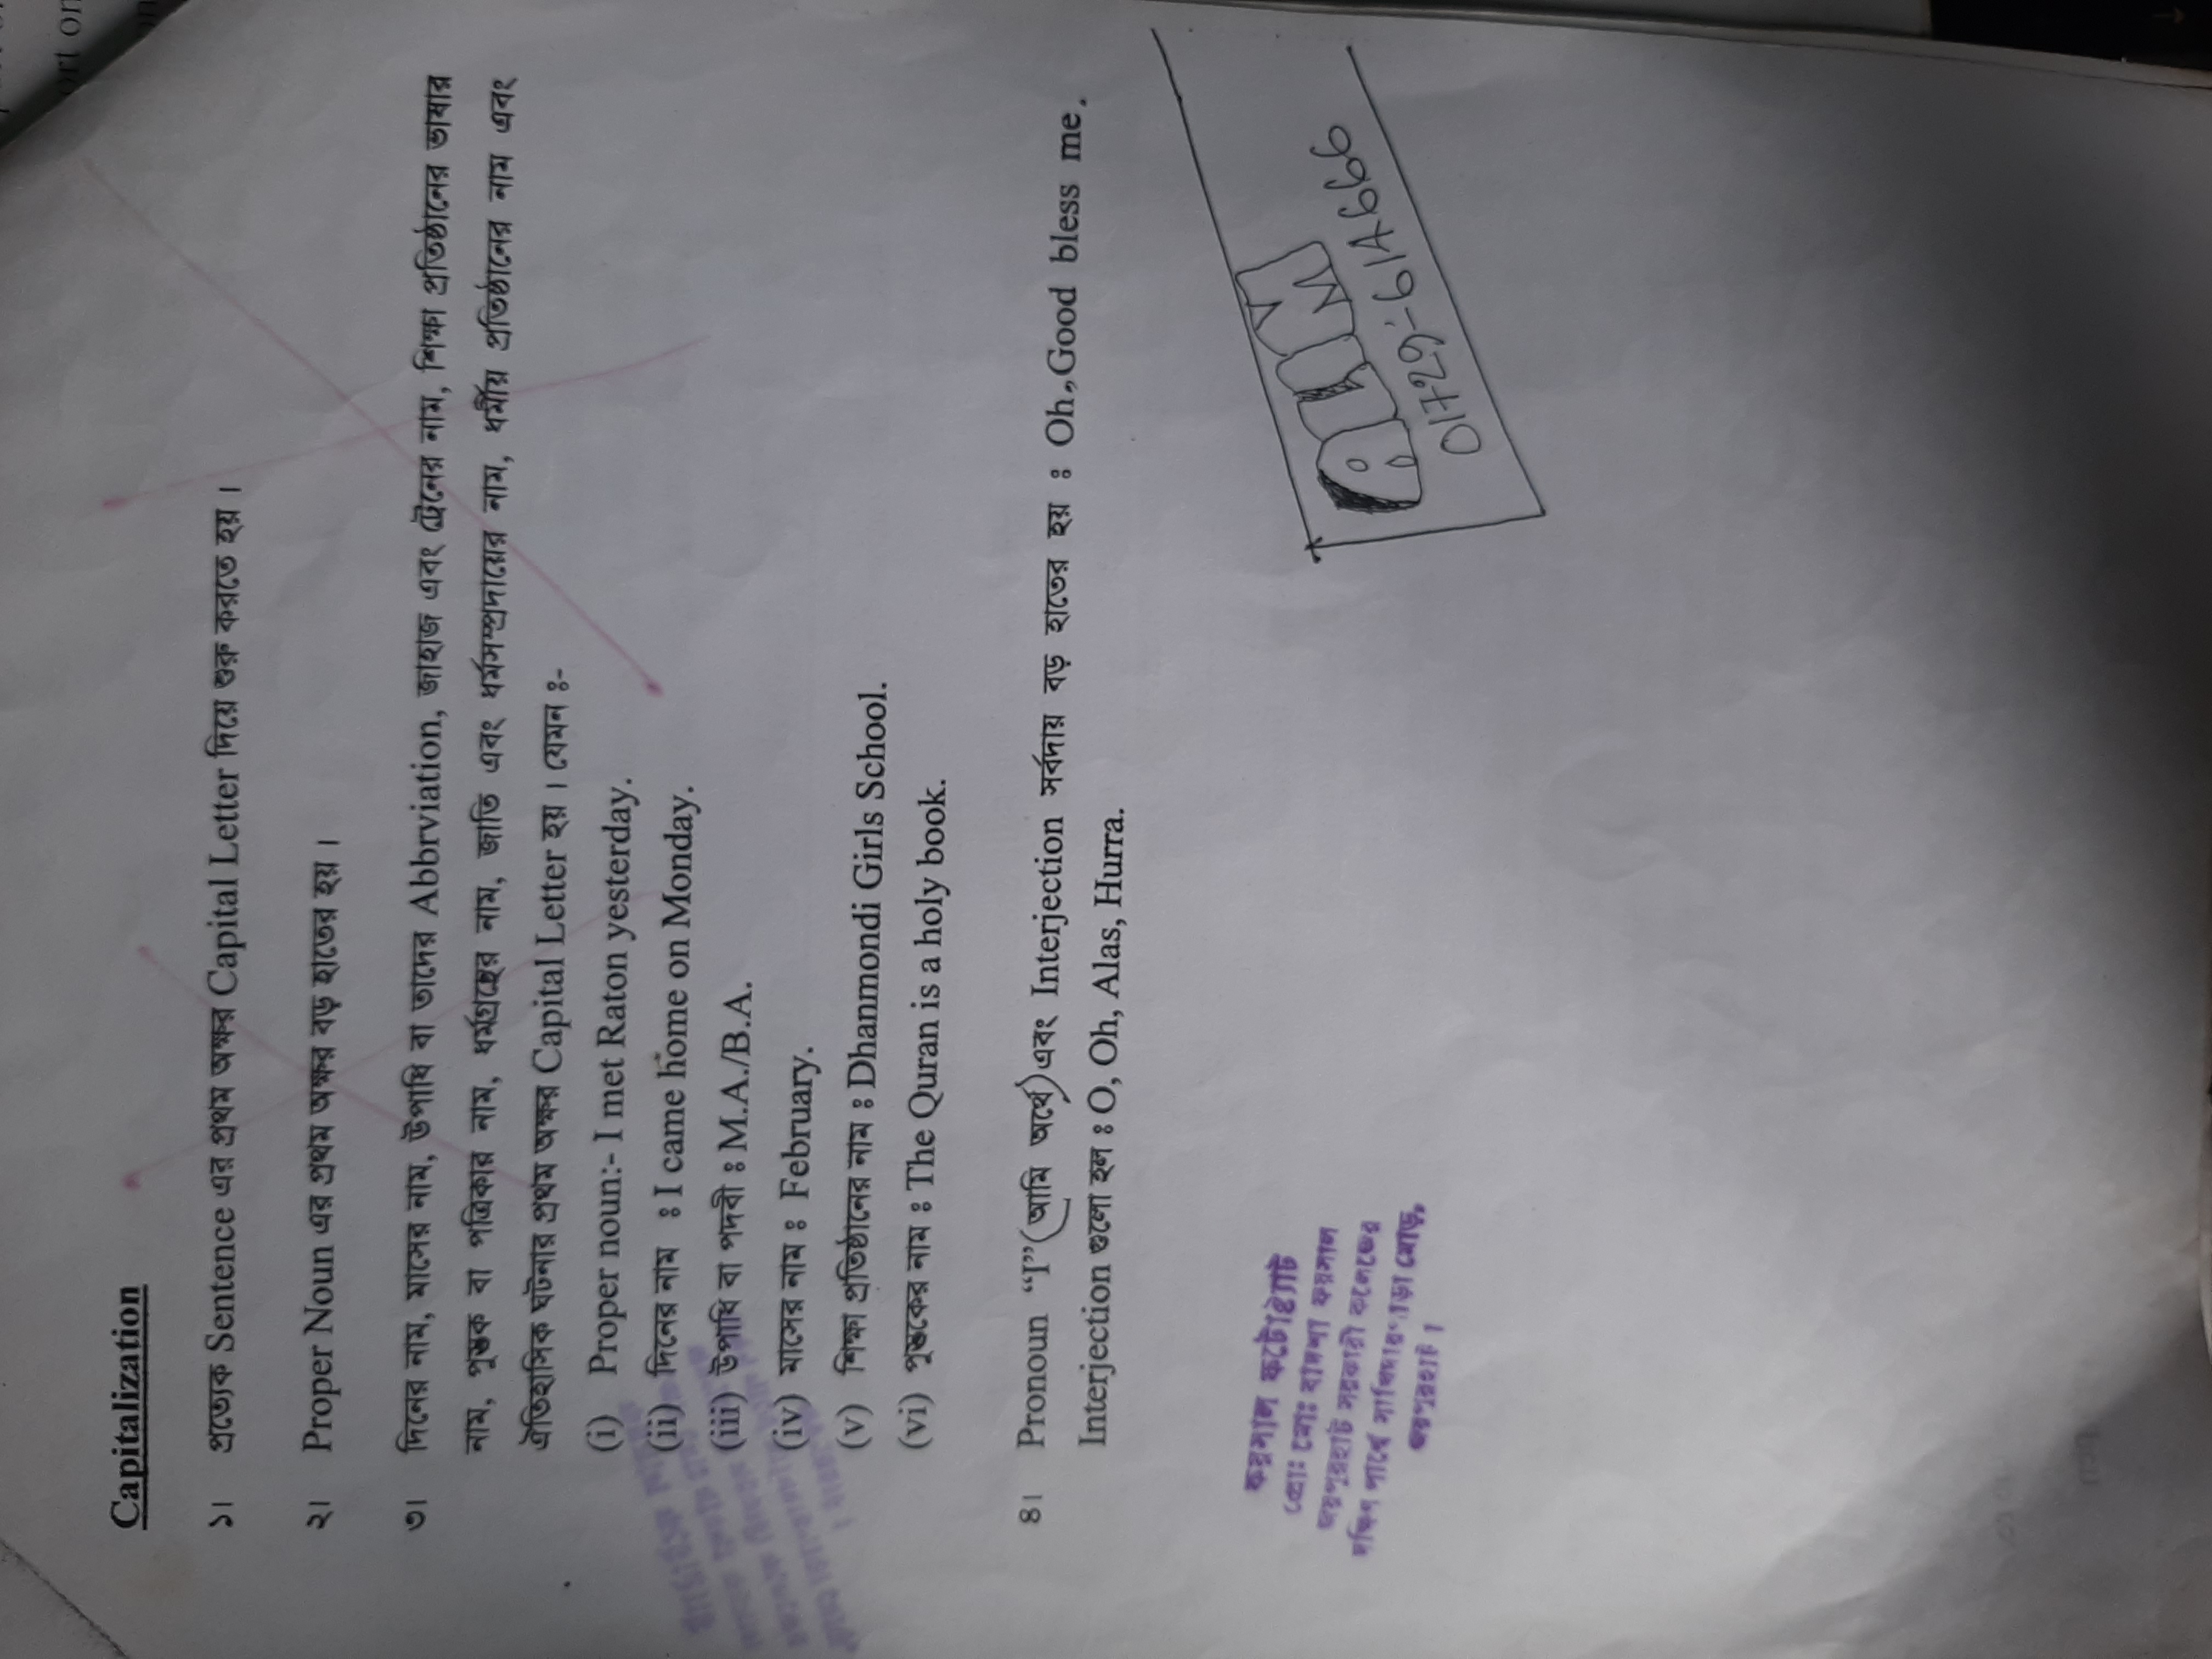 Capitalization
১। প্রত্যেক Sentence এর প্রথম অক্ষর Capital Letter দিয়ে শুরু করতে হয়।
২। Proper Noun এর প্রথম অক্ষর বড় হাতের হয়।
৩। দিনের নাম, মাসের নাম, উপাধি বা তাদের Abbrviation, জাহাজ এবং ট্রেনের নাম, শিক্ষা প্রতিষ্ঠানের ভাষার
নাম, পুস্তক বা পত্রিকার নাম, ধর্মগ্রন্থের নাম, জাতি এবং ধর্মসম্প্রদায়ের নাম, ধর্মীয় প্রতিষ্ঠানের নাম এবং
ঐতিহাসিক ঘটনার প্রথম অক্ষর Capital Letter হয়। যেমন ঃ-
(i) Proper noun:- I met Raton yesterday.
(ii) দিনের নাম ঃ I came home on Monday.
(iii) উপাধি বা পদবী ঃ M.A./B.A.
(iv) মাসের নাম ঃ February.
(v) শিক্ষা প্রতিষ্ঠানের নাম ঃ Dhanmondi Girls School.
(vi) পুস্তকের নাম ঃ The Quran is a holy book.
৪। Pronoun “I” (আমি অর্থে) এবং Interjection সর্বদায় বড় হাতের হয় ঃ Oh, Good bless me.
Interjection গুলো হল ঃ O, Oh, Alas, Hurra.
ফয়সাল ফটোষ্ট্যাট
প্রোঃ মোঃ বাদশা ফয়সাল
জয়পুরহাট সরকারী কলেজের
দক্ষিণ পার্শ্বে মোড়,
জয়পুরহাট।
ALIM
01729-614666